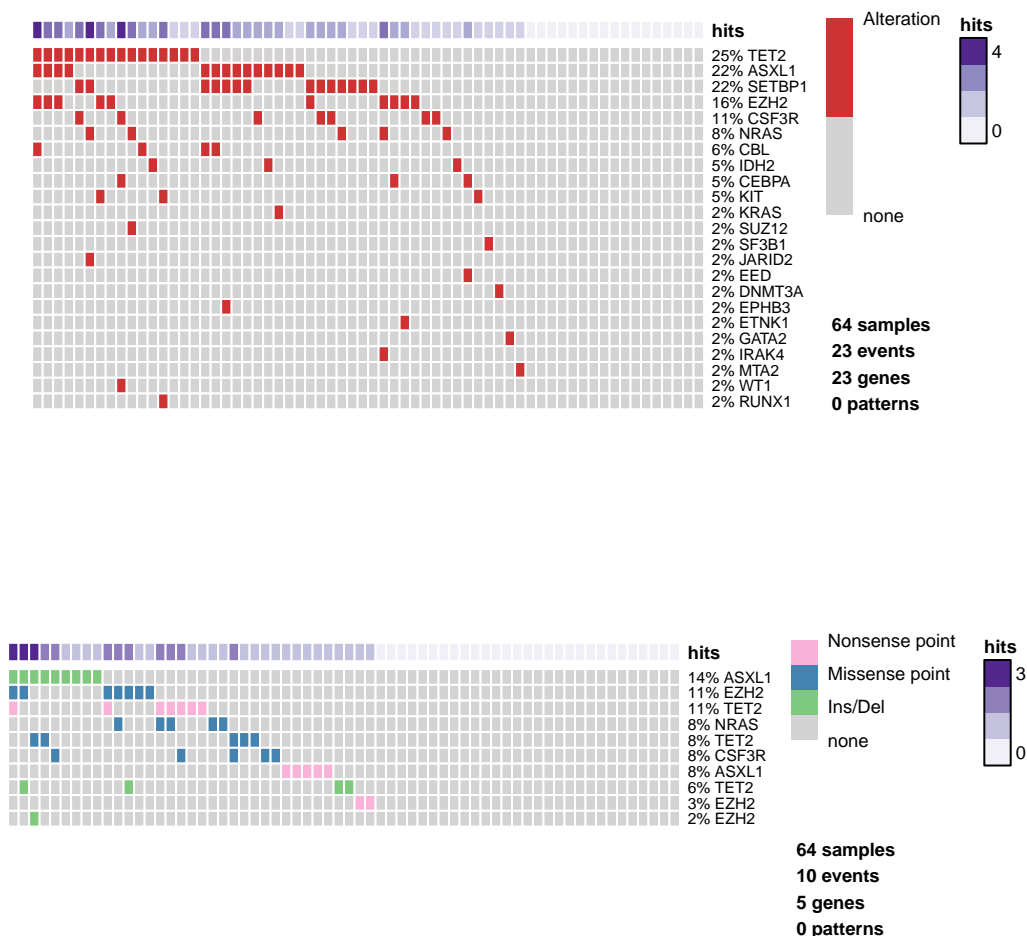 hits
25% TET2
22% ASXL1
22% SETBP1
16% EZH2
11% CSF3R
8% NRAS
6% CBL
5% IDH2
5% CEBPA
5% KIT
2% KRAS
2% SUZ12
2% SF3B1
2% JARID2
2% EED
2% DNMT3A
2% EPHB3
2% ETNK1
2% GATA2
2% IRAK4
2% MTA2
2% WT1
2% RUNX1
Alteration
none
hits
4
0
64 samples
23 events
23 genes
0 patterns
hits
14% ASXL1
11% EZH2
11% TET2
8% NRAS
8% TET2
8% CSF3R
8% ASXL1
6% TET2
3% EZH2
2% EZH2
Nonsense point
Missense point
Ins/Del
none
hits
3
0
64 samples
10 events
5 genes
0 patterns